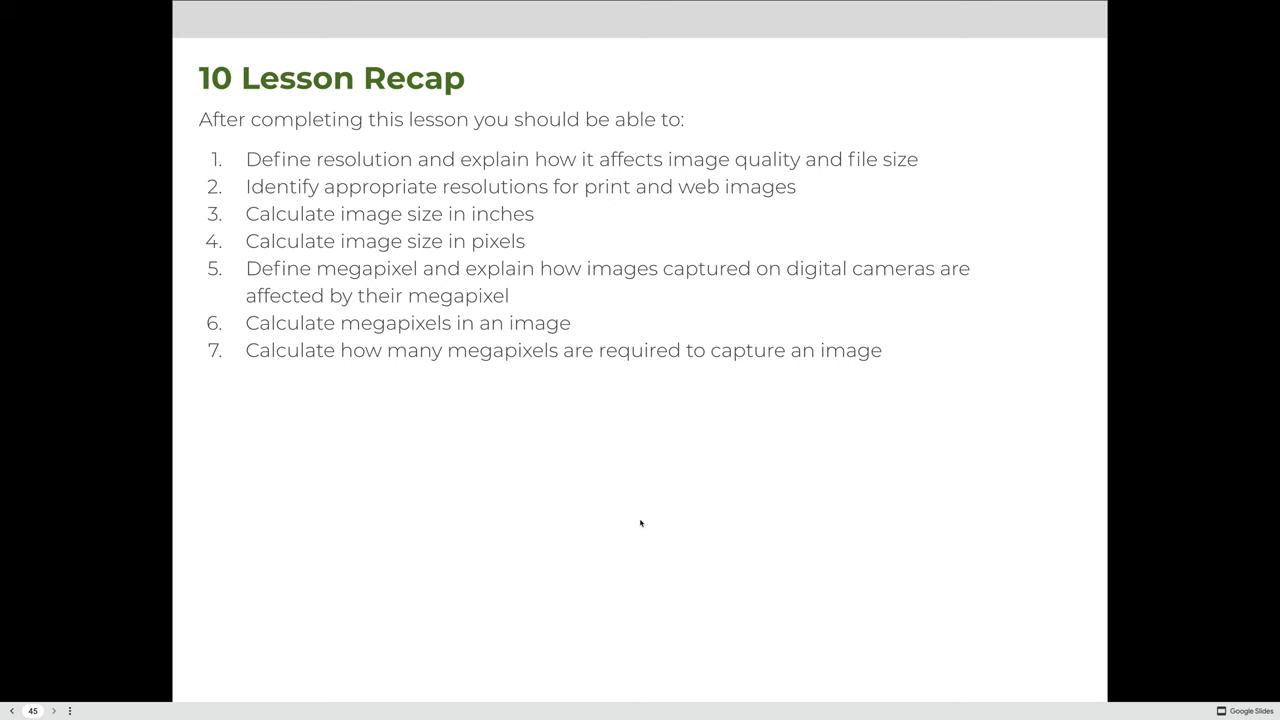 10 Lesson Recap
After completing this lesson you should be able to:
1. Define resolution and explain how it affects image quality and file size
2. Identify appropriate resolutions for print and web images
3. Calculate image size in inches
4. Calculate image size in pixels
5. Define megapixel and explain how images captured on digital cameras are
affected by their megapixel
6. Calculate megapixels in an image
7. Calculate how many megapixels are required to capture an image
45
Google Slides